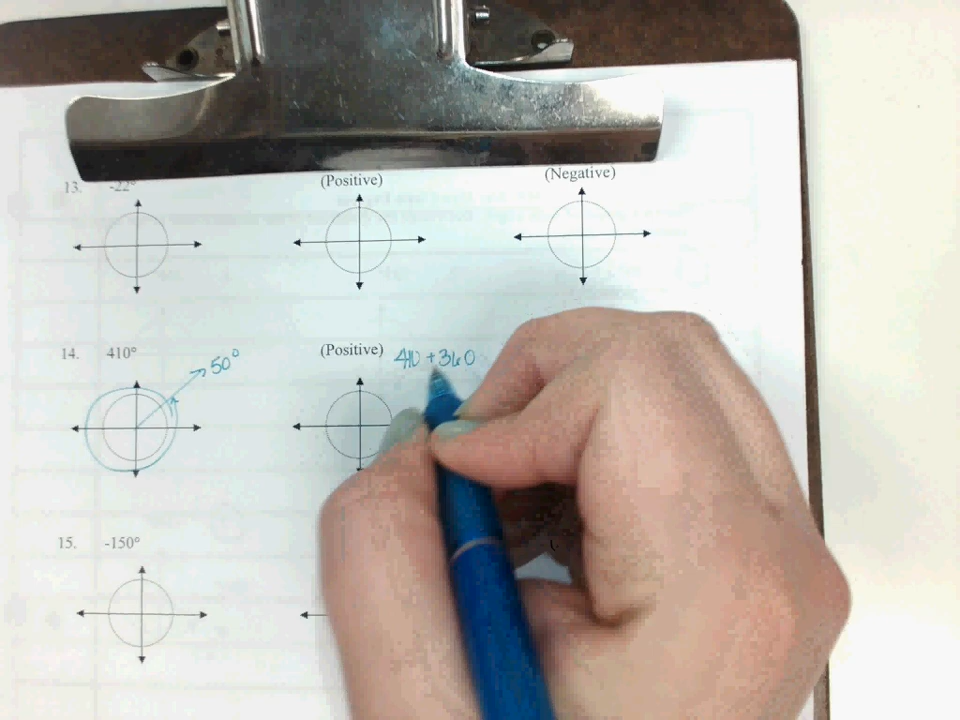 13. -22° (Positive) (Negative)
14. 410° 50° (Positive) 410 + 360
15. -150°